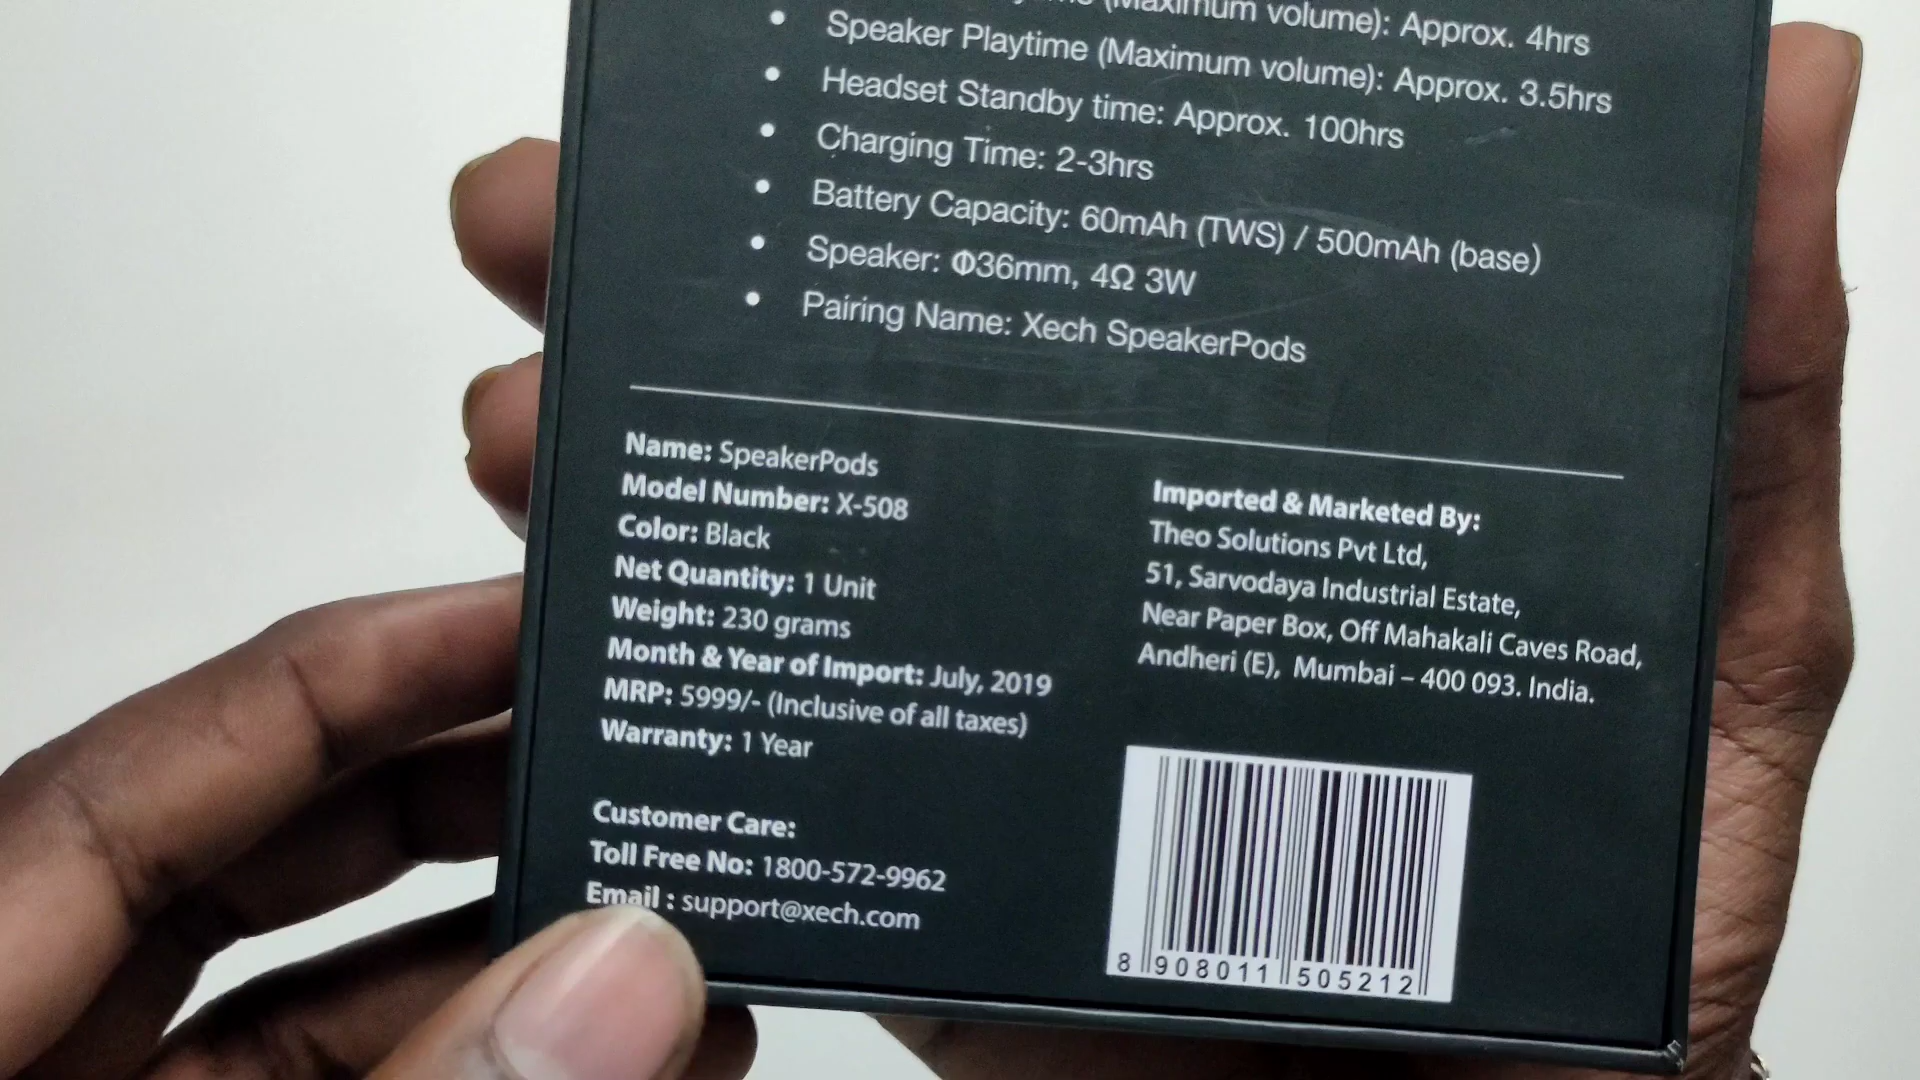 (Maximum volume): Approx. 4hrs
• Speaker Playtime (Maximum volume): Approx. 3.5hrs
• Headset Standby time: Approx. 100hrs
• Charging Time: 2-3hrs
• Battery Capacity: 60mAh (TWS) / 500mAh (base)
• Speaker: Φ36mm, 4Ω 3W
• Pairing Name: Xech SpeakerPods
Name: SpeakerPods
Model Number: X-508
Color: Black
Net Quantity: 1 Unit
Weight: 230 grams
Month & Year of Import: July, 2019
MRP: 5999/- (Inclusive of all taxes)
Warranty: 1 Year
Customer Care:
Toll Free No: 1800-572-9962
Email : support@xech.com
Imported & Marketed By:
Theo Solutions Pvt Ltd,
51, Sarvodaya Industrial Estate,
Near Paper Box, Off Mahakali Caves Road,
Andheri (E), Mumbai – 400 093. India.
8 908011 505212